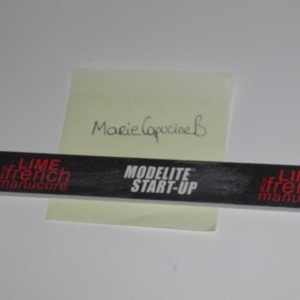 MarieCapucineB
LIME
french
manucure
MODELITE
START-UP
LIME
french
manucure